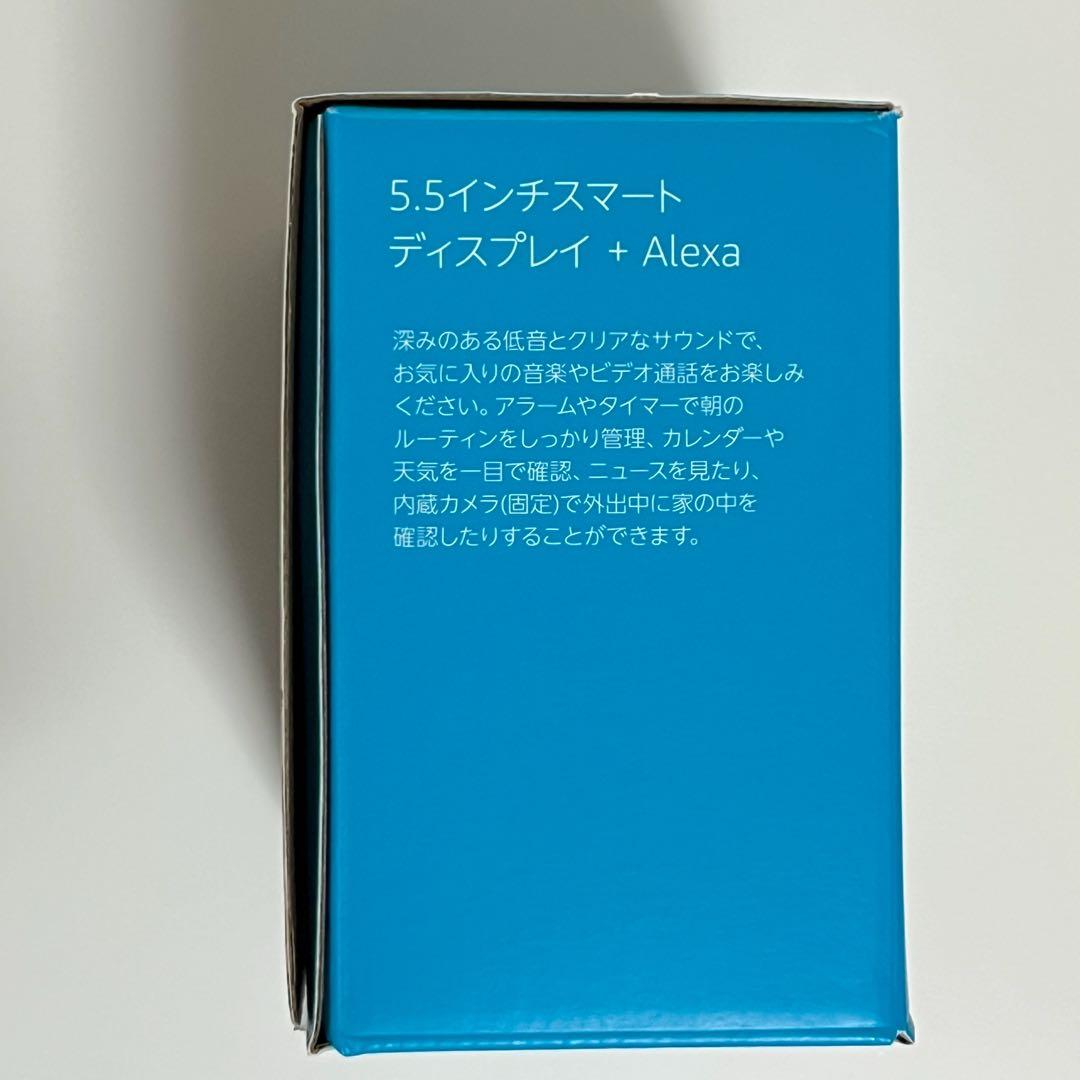 5.5インチスマート
ディスプレイ + Alexa
深みのある低音とクリアなサウンドで、
お気に入りの音楽やビデオ通話をお楽しみ
ください。アラームやタイマーで朝の
ルーティンをしっかり管理、カレンダーや
天気を一目で確認、ニュースを見たり、
内蔵カメラ(固定)で外出中に家の中を
確認したりすることができます。